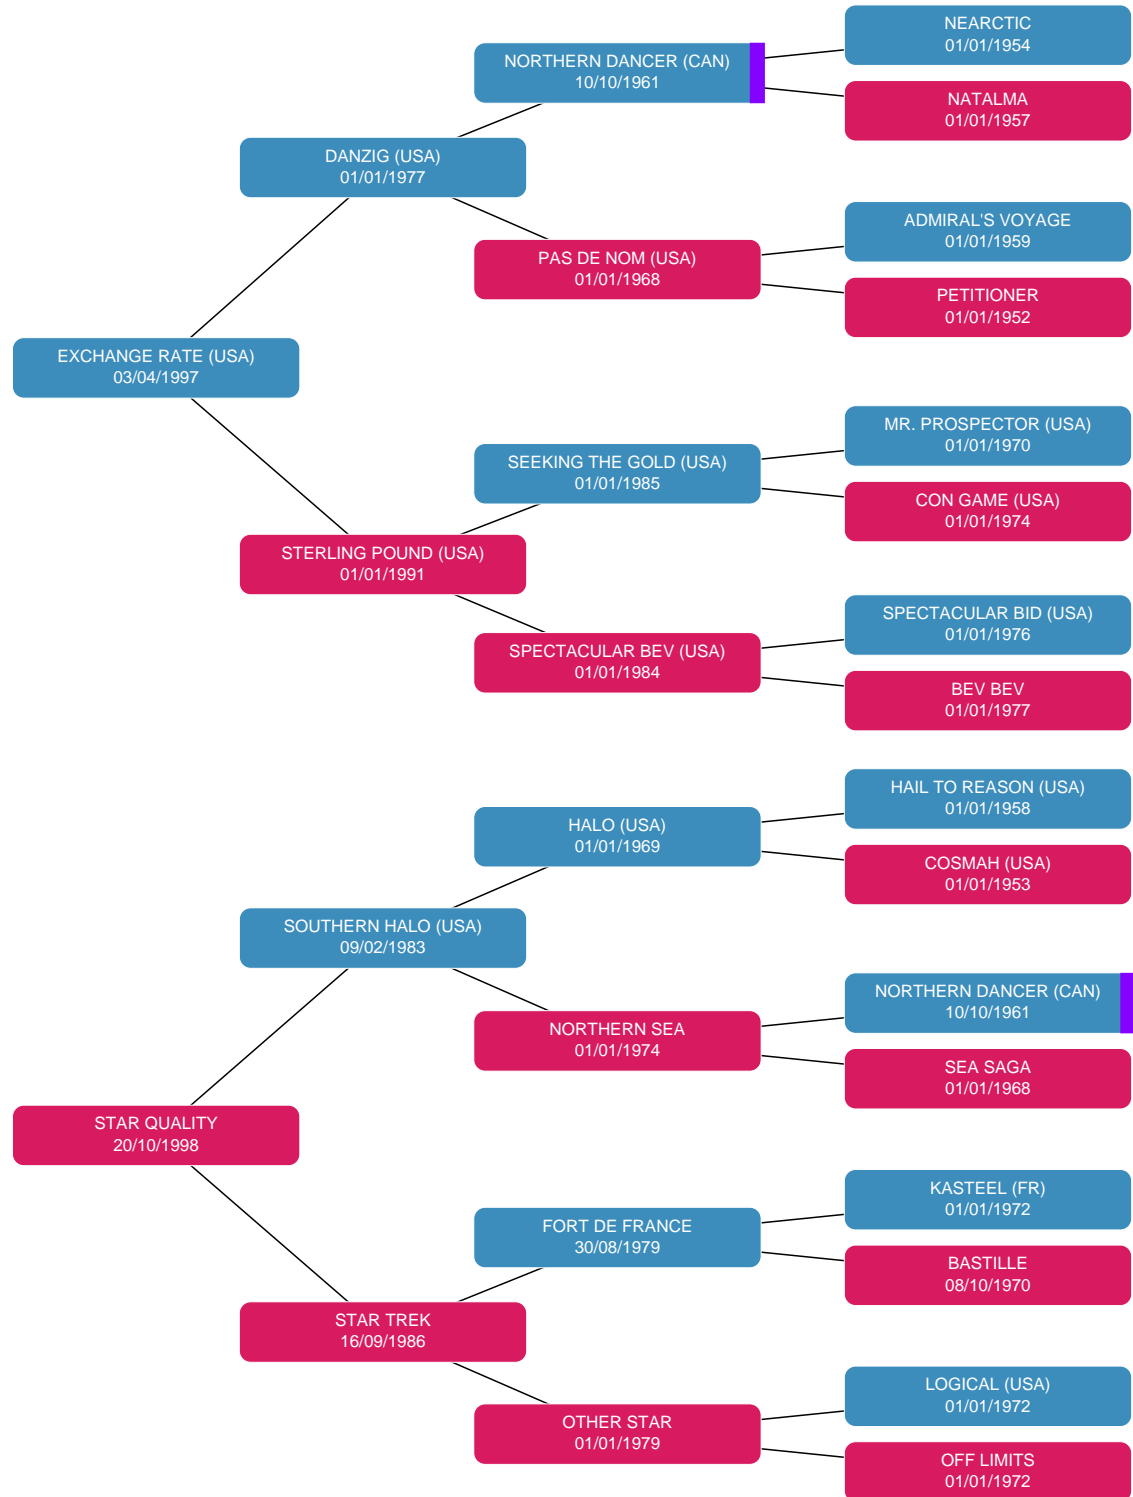 NEARCTIC
01/01/1954
NORTHERN DANCER (CAN)
10/10/1961
NATALMA
01/01/1957
DANZIG (USA)
01/01/1977
ADMIRAL'S VOYAGE
01/01/1959
PAS DE NOM (USA)
01/01/1968
PETITIONER
01/01/1952
EXCHANGE RATE (USA)
03/04/1997
MR. PROSPECTOR (USA)
01/01/1970
SEEKING THE GOLD (USA)
01/01/1985
CON GAME (USA)
01/01/1974
STERLING POUND (USA)
01/01/1991
SPECTACULAR BID (USA)
01/01/1976
SPECTACULAR BEV (USA)
01/01/1984
BEV BEV
01/01/1977
HAIL TO REASON (USA)
01/01/1958
HALO (USA)
01/01/1969
COSMAH (USA)
01/01/1953
SOUTHERN HALO (USA)
09/02/1983
NORTHERN DANCER (CAN)
10/10/1961
NORTHERN SEA
01/01/1974
SEA SAGA
01/01/1968
STAR QUALITY
20/10/1998
KASTEEL (FR)
01/01/1972
FORT DE FRANCE
30/08/1979
BASTILLE
08/10/1970
STAR TREK
16/09/1986
LOGICAL (USA)
01/01/1972
OTHER STAR
01/01/1979
OFF LIMITS
01/01/1972